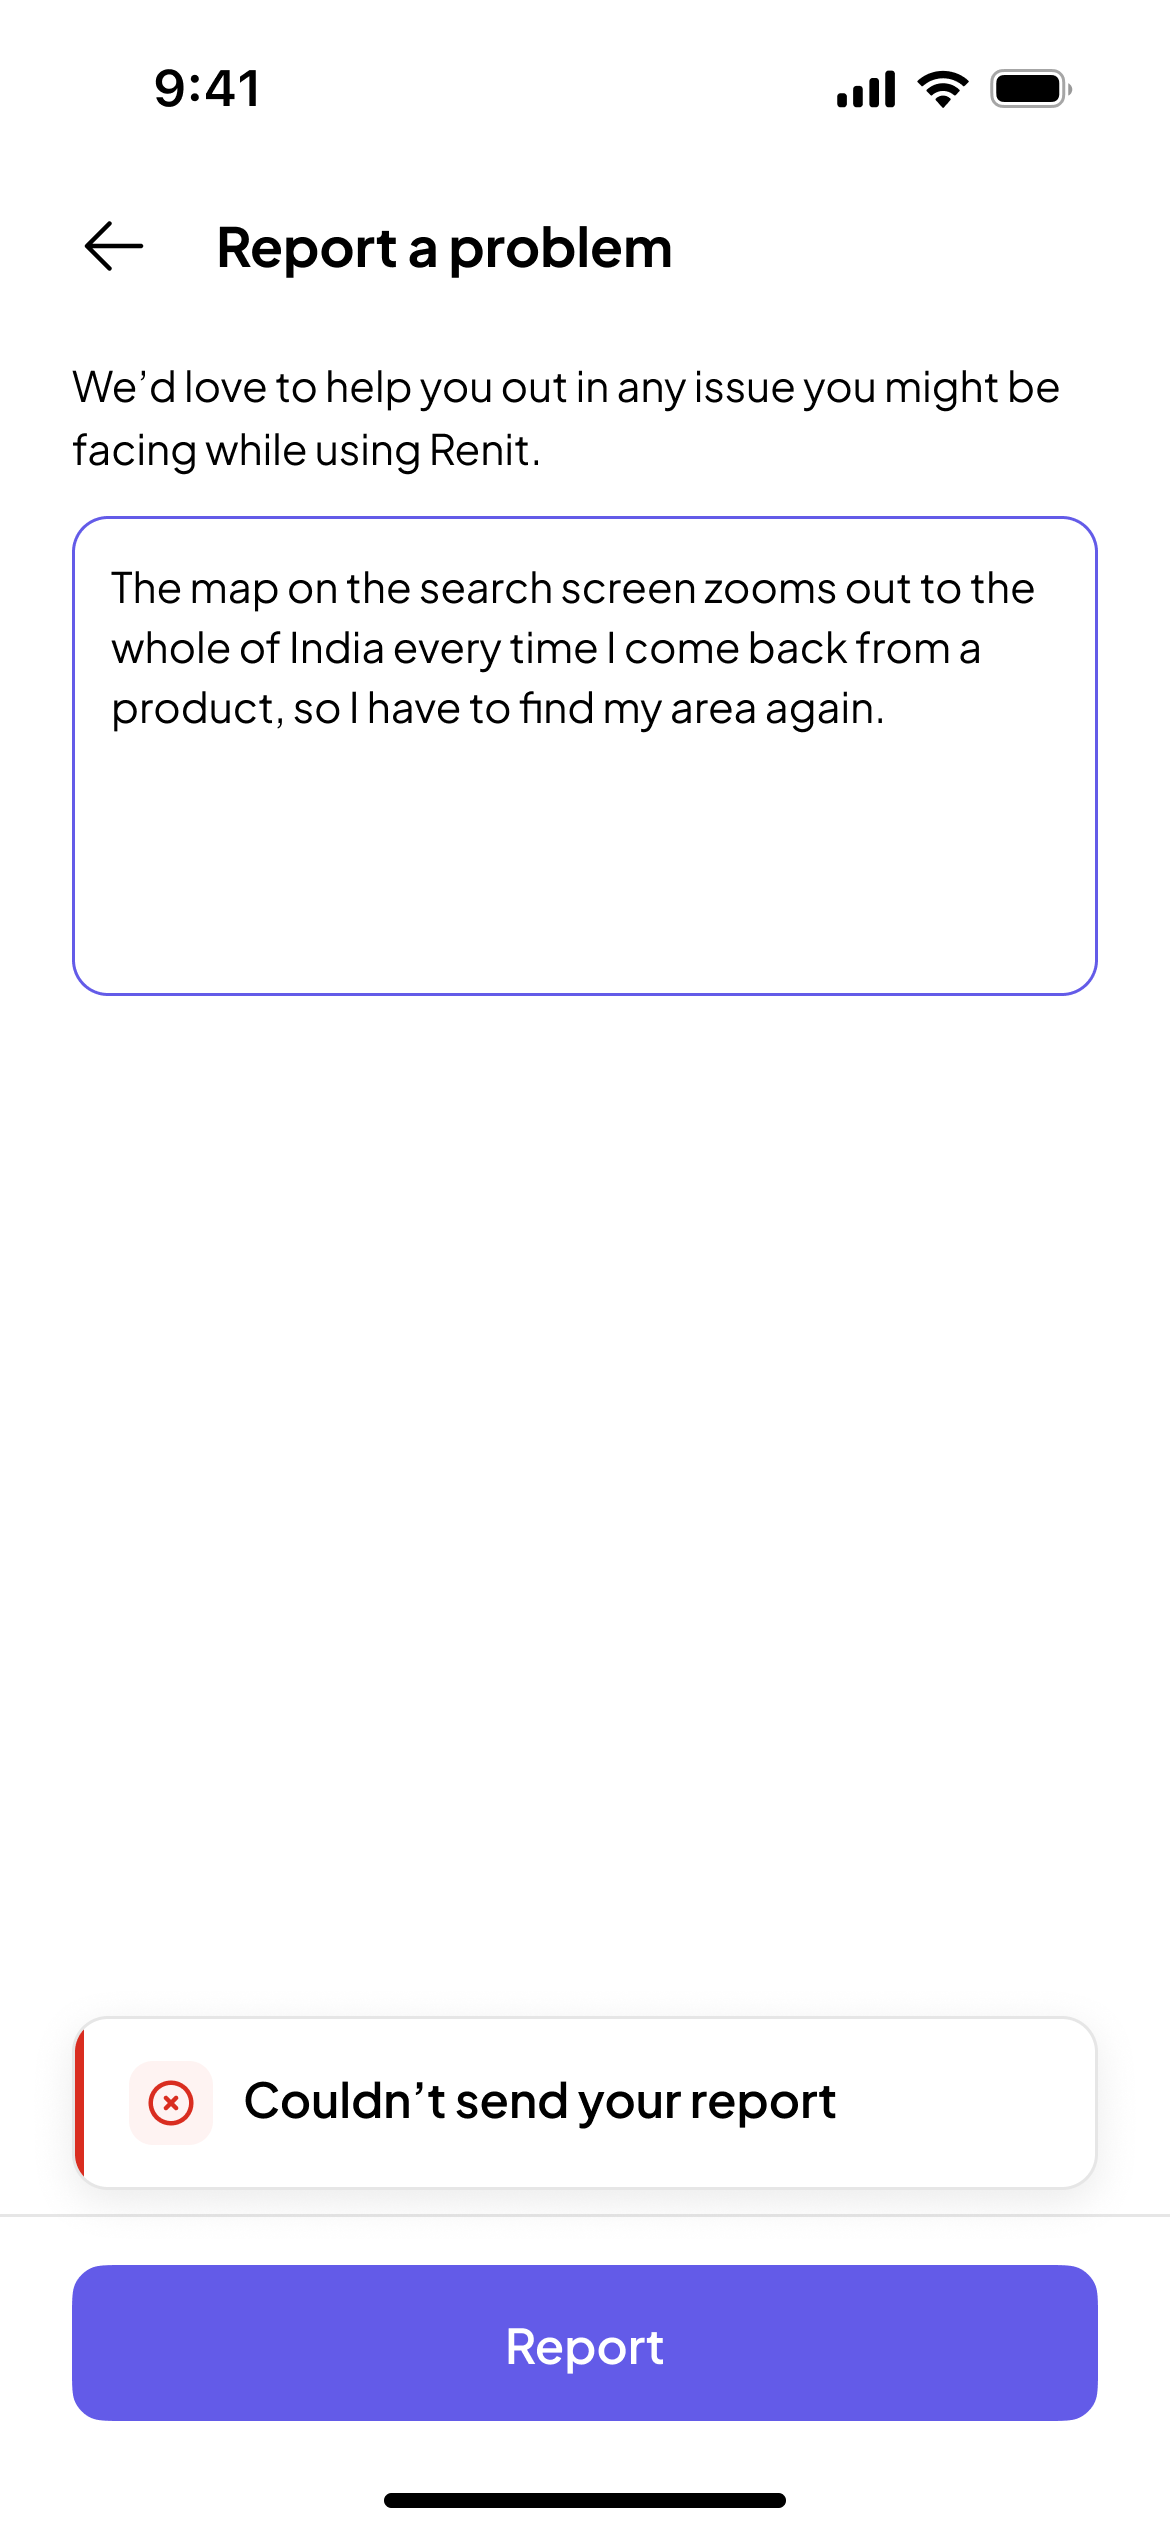 9:41
Report a problem
We’d love to help you out in any issue you might be
facing while using Renit.
The map on the search screen zooms out to the
whole of India every time I come back from a
product, so I have to find my area again.
Couldn’t send your report
Report